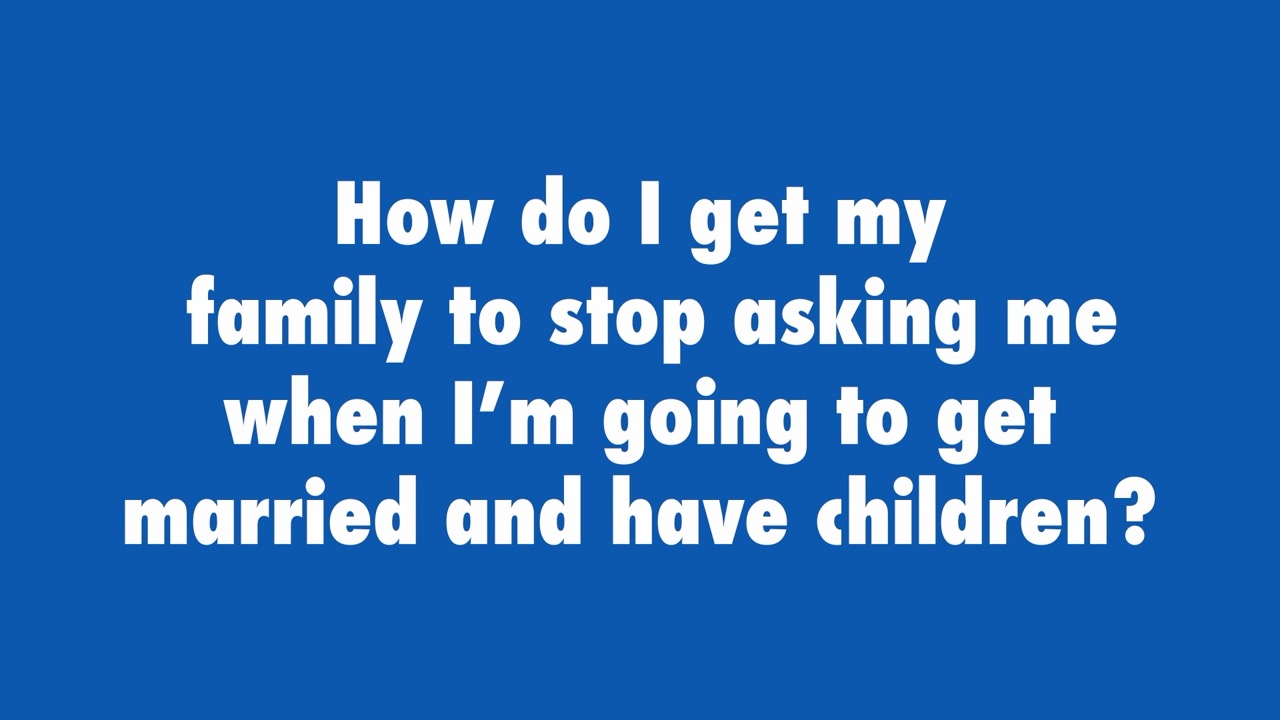 How do I get my
family to stop asking me
when I’m going to get
married and have children?